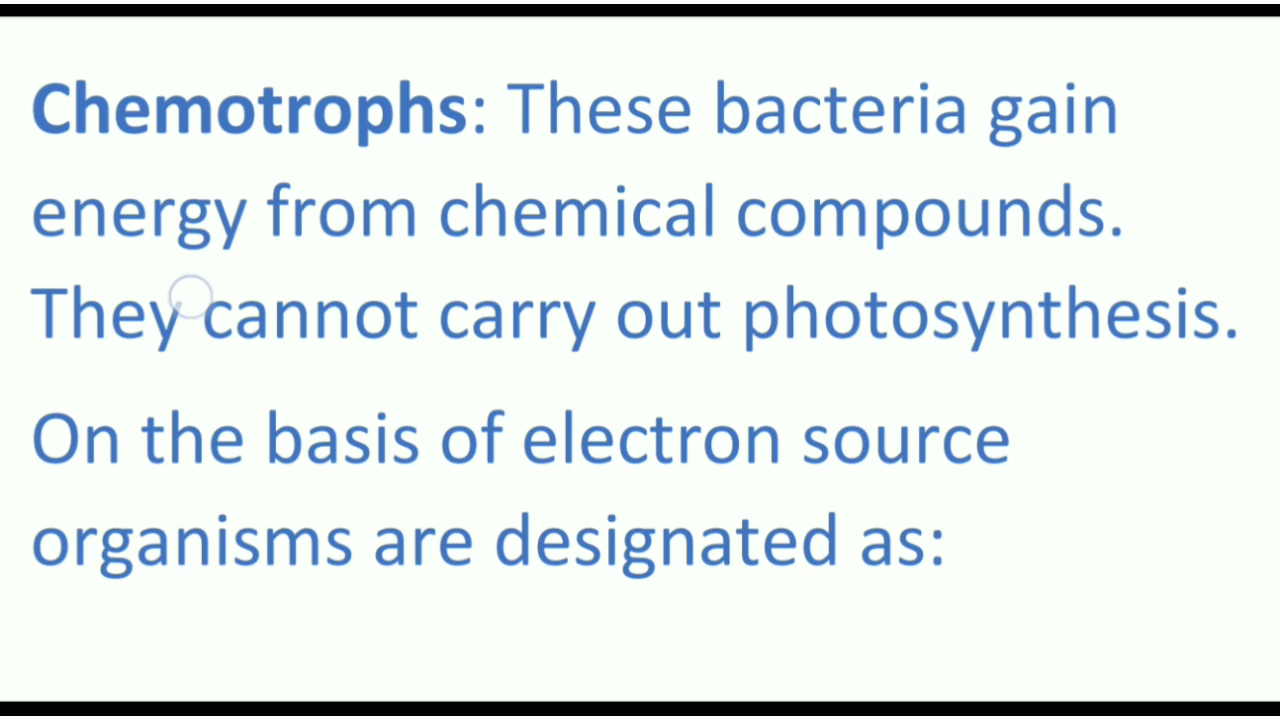 Chemotrophs: These bacteria gain
energy from chemical compounds.
They cannot carry out photosynthesis.
On the basis of electron source
organisms are designated as: